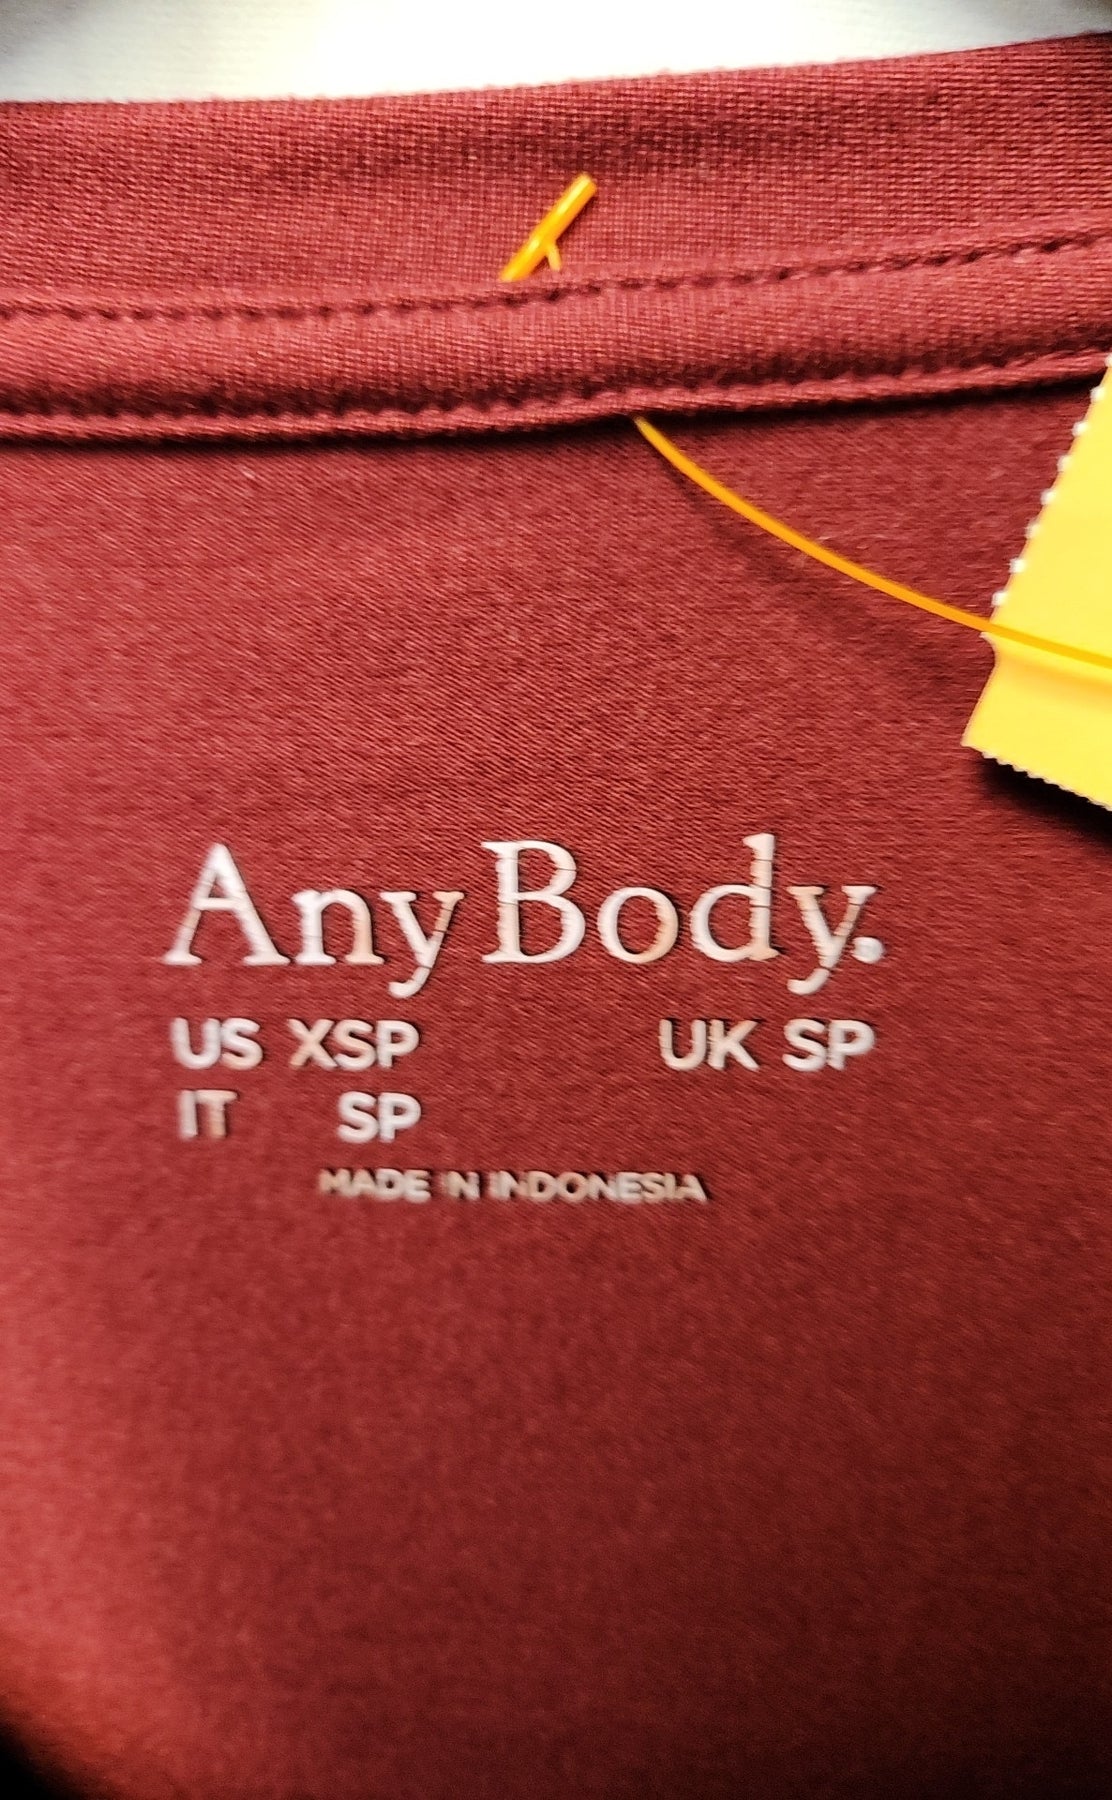 AnyBody.
US XSP UK SP
IT SP
MADE IN INDONESIA